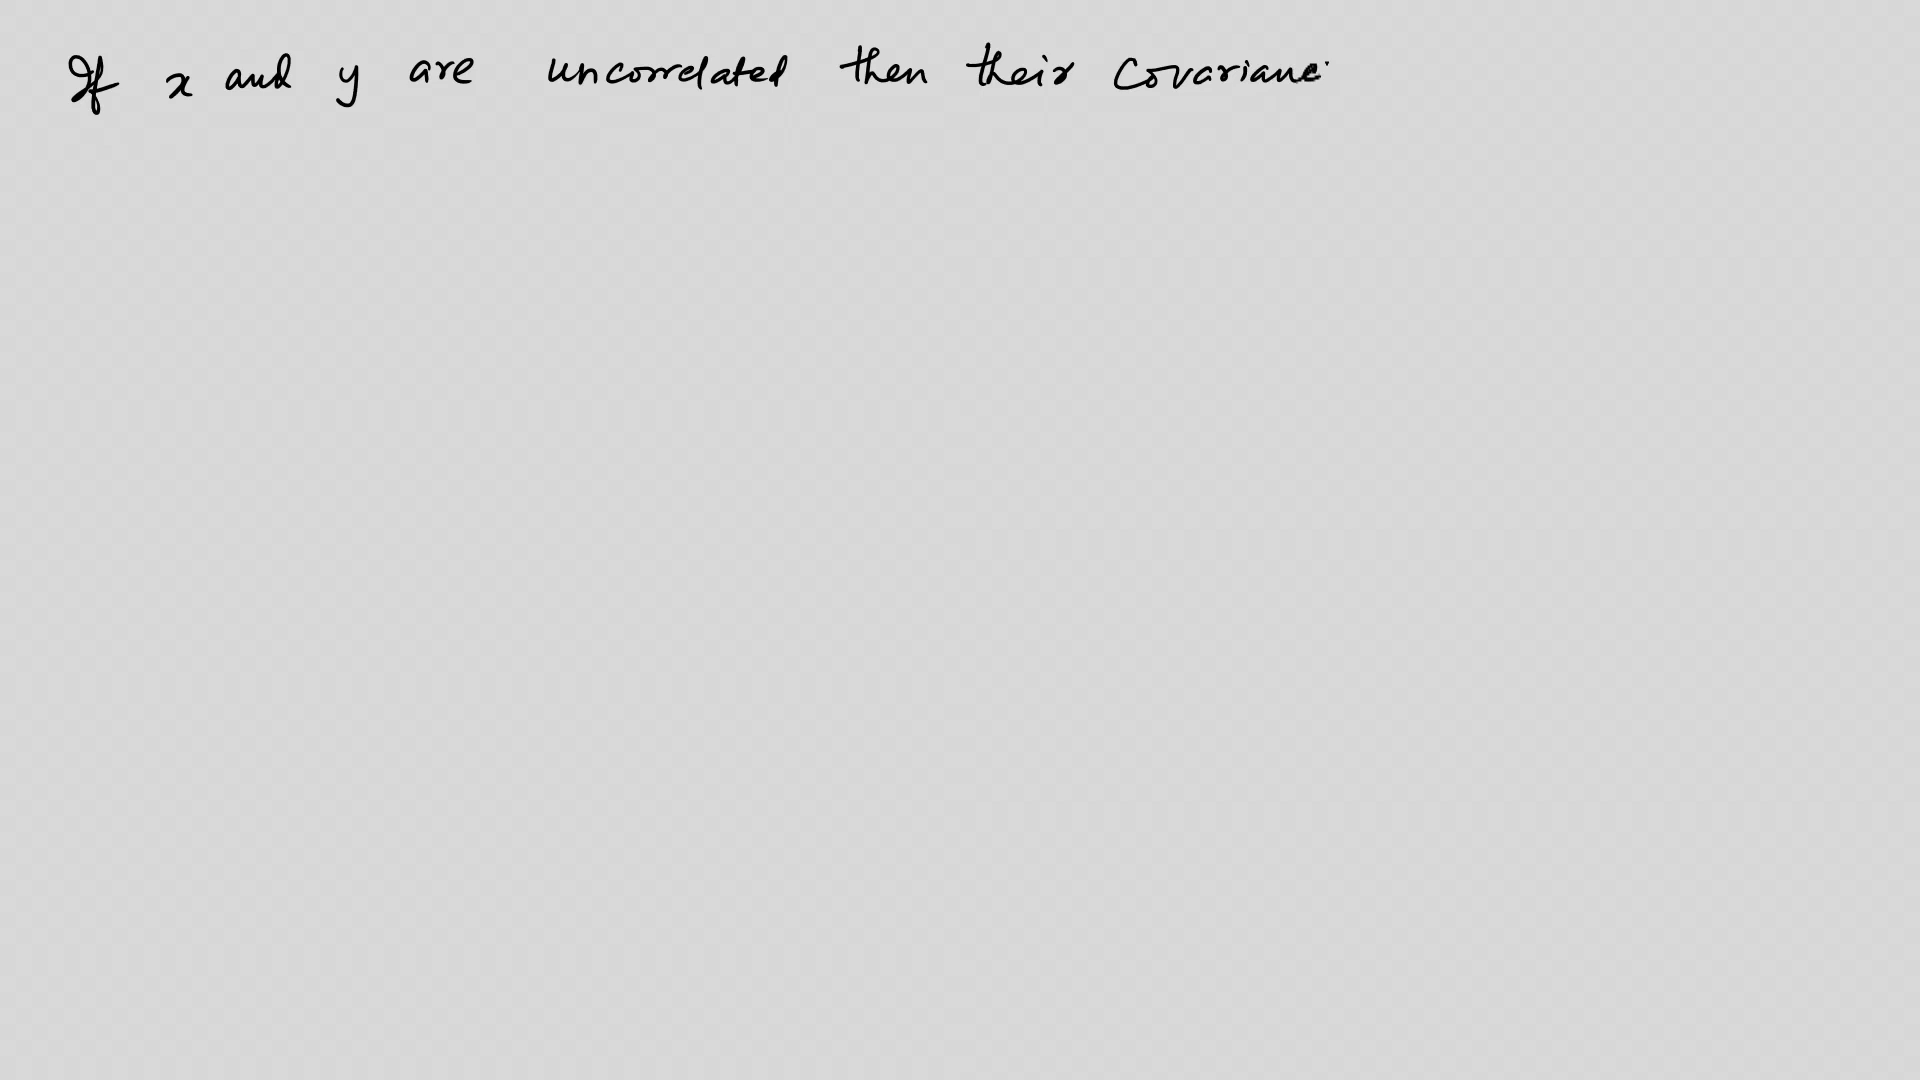 If x and y are uncorrelated then their Covariance